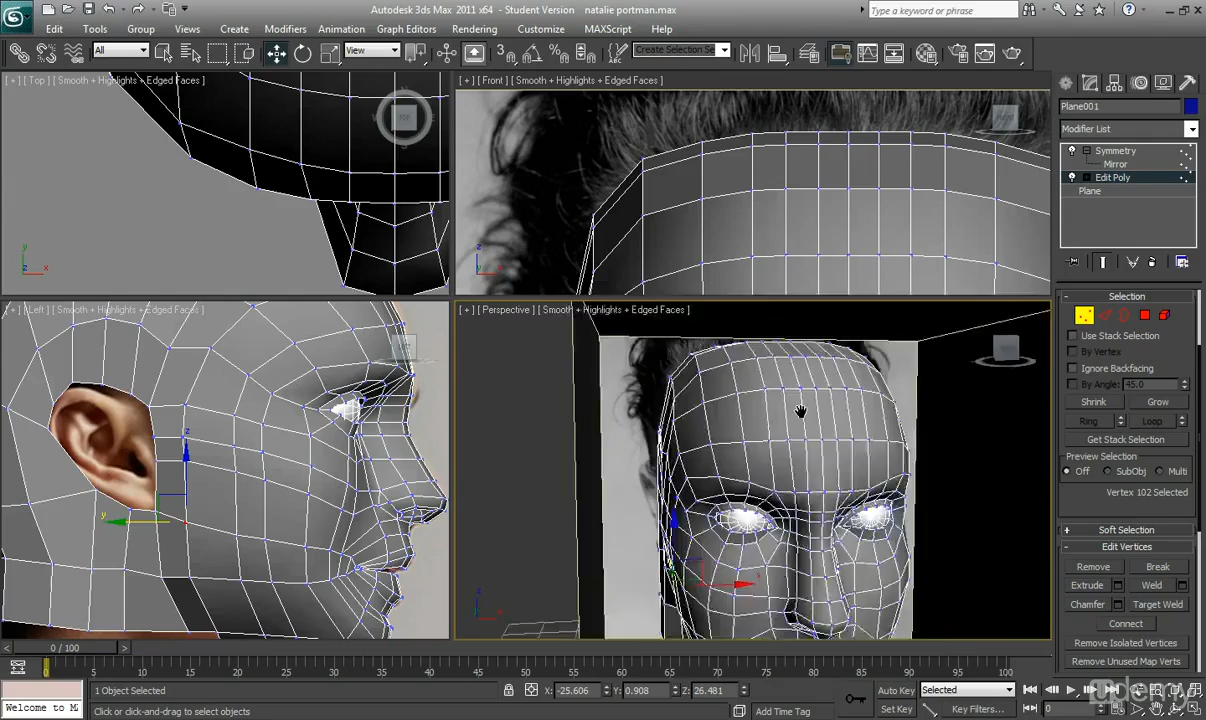 Autodesk 3ds Max 2011 x64 - Student Version natalie portman.max
Type a keyword or phrase
Edit Tools Group Views Create Modifiers Animation Graph Editors Rendering Customize MAXScript Help
All View Create Selection Se
[ + ] [ Top ] [ Smooth + Highlights + Edged Faces ]
[ + ] [ Front ] [ Smooth + Highlights + Edged Faces ]
Plane001
Modifier List
Symmetry
Mirror
Edit Poly
Plane
[ + ] [ Left ] [ Smooth + Highlights + Edged Faces ]
[ + ] [ Perspective ] [ Smooth + Highlights + Edged Faces ]
Selection
Use Stack Selection
By Vertex
Ignore Backfacing
By Angle: 45.0
Shrink Grow
Ring Loop
Get Stack Selection
Preview Selection
Off SubObj Multi
Vertex 102 Selected
Soft Selection
Edit Vertices
Remove Break
Extrude Weld
Chamfer Target Weld
Connect
Remove Isolated Vertices
Remove Unused Map Verts
0 / 100
0 5 10 15 20 25 30 35 40 45 50 55 60 65 70 75 80 85 90 95 100
1 Object Selected X: -25.606 Y: 0.908 Z: 26.481 Auto Key Selected
Welcome to M Click or click-and-drag to select objects Add Time Tag Set Key Key Filters... 0
udemy